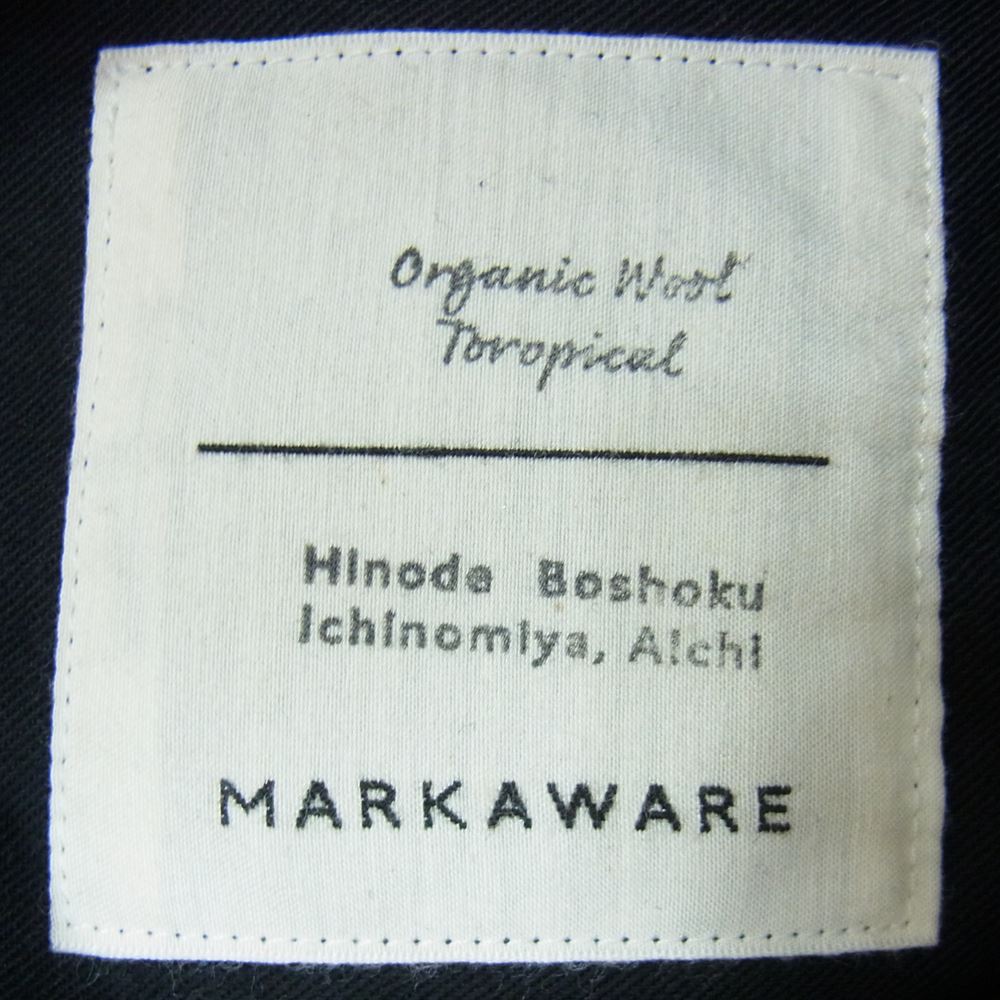 Organic Wool
Toropical
Hinode Boshoku
Ichinomiya, Aichi
MARKAWARE